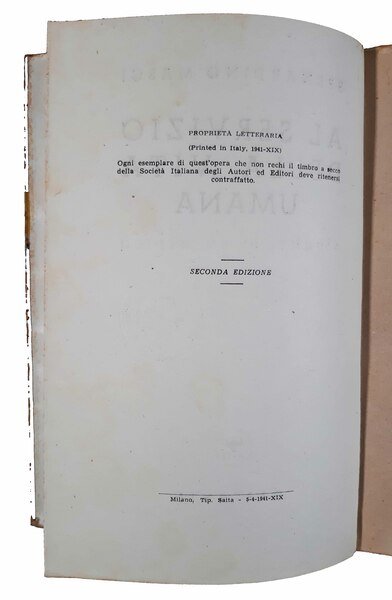 PROPRIETA LETTERARIA
(Printed in Italy, 1941-XIX)
Ogni esemplare di quest'opera che non rechi il timbro a secco
della Società Italiana degli Autori ed Editori deve ritenersi
contraffatto.
SECONDA EDIZIONE
Milano, Tip. Saita - 5-4-1941-XIX